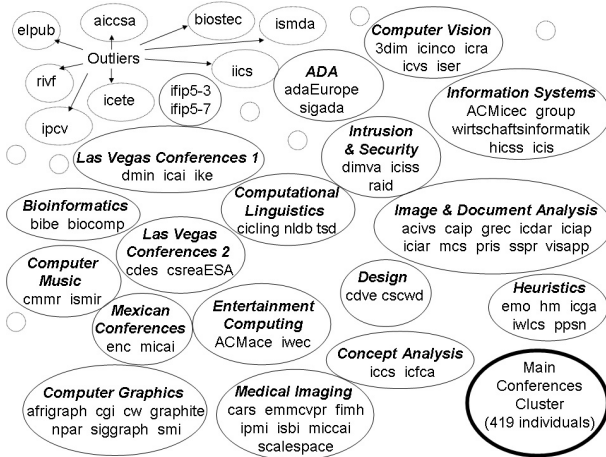 elpub
aiccsa
biostec
ismda
Outliers
rivf
icete
iics
ipcv
ifip5-3
ifip5-7
Computer Vision
3dim icinco icra
icvs iser
ADA
adaEurope
sigada
Information Systems
ACMicec group
wirtschaftsinformatik
hicss icis
Intrusion
& Security
dimva iciss
raid
Las Vegas Conferences 1
dmin icai ike
Bioinformatics
bibe biocomp
Computational
Linguistics
cicling nldb tsd
Image & Document Analysis
acivs caip grec icdar iciap
iciar mcs pris sspr visapp
Las Vegas
Conferences 2
cdes csreaESA
Computer
Music
cmmr ismir
Design
cdve cscwd
Heuristics
emo hm icga
iwlcs ppsn
Mexican
Conferences
enc micai
Entertainment
Computing
ACMace iwec
Concept Analysis
iccs icfca
Computer Graphics
afrigraph cgi cw graphite
npar siggraph smi
Medical Imaging
cars emmcvpr fimh
ipmi isbi miccai
scalespace
Main
Conferences
Cluster
(419 individuals)